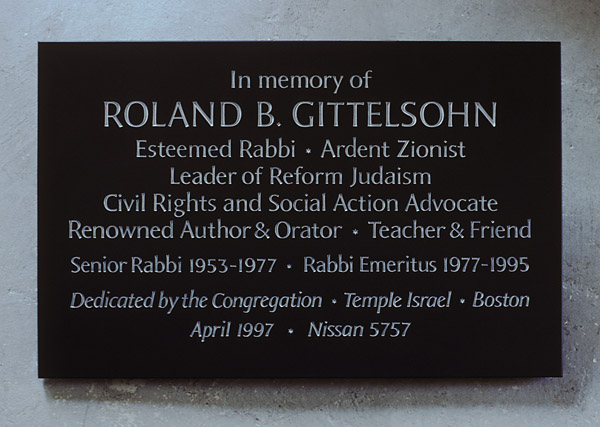 In memory of
ROLAND B. GITTELSOHN
Esteemed Rabbi • Ardent Zionist
Leader of Reform Judaism
Civil Rights and Social Action Advocate
Renowned Author & Orator • Teacher & Friend
Senior Rabbi 1953-1977 • Rabbi Emeritus 1977-1995
Dedicated by the Congregation • Temple Israel • Boston
April 1997 • Nissan 5757